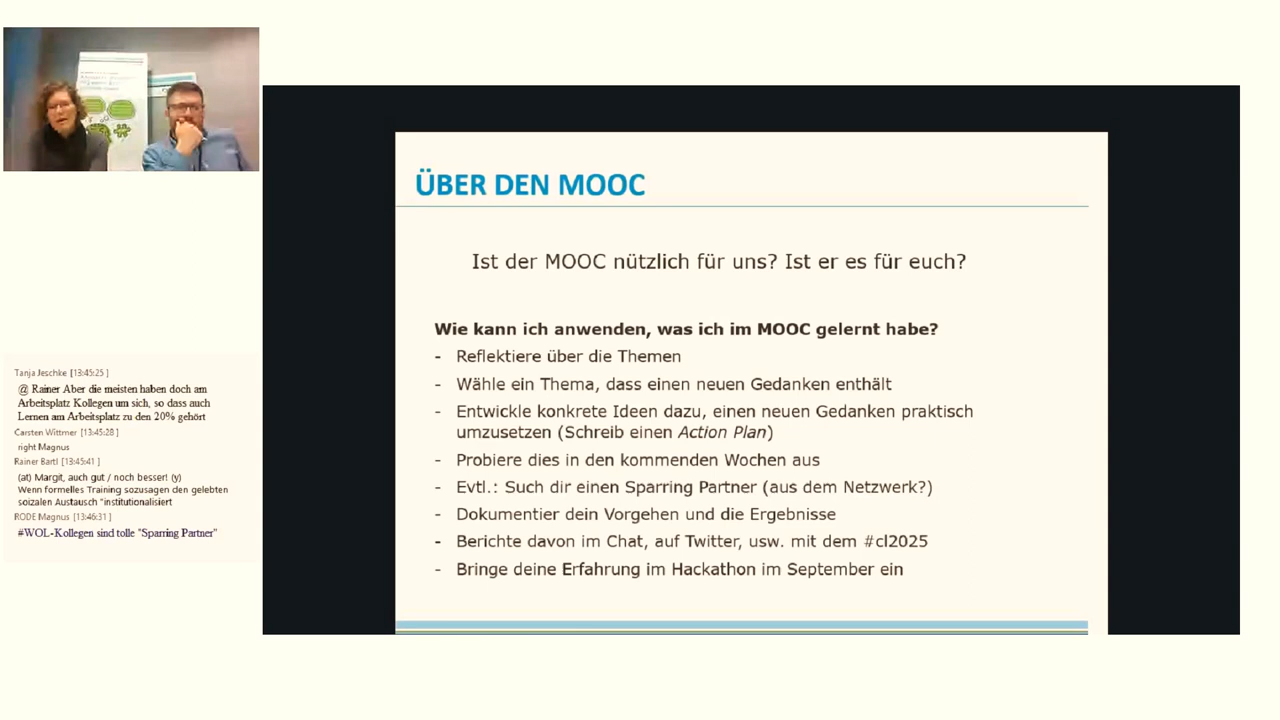 ÜBER DEN MOOC
Ist der MOOC nützlich für uns? Ist er es für euch?
Wie kann ich anwenden, was ich im MOOC gelernt habe?
- Reflektiere über die Themen
- Wähle ein Thema, dass einen neuen Gedanken enthält
- Entwickle konkrete Ideen dazu, einen neuen Gedanken praktisch
umzusetzen (Schreib einen Action Plan)
- Probiere dies in den kommenden Wochen aus
- Evtl.: Such dir einen Sparring Partner (aus dem Netzwerk?)
- Dokumentier dein Vorgehen und die Ergebnisse
- Berichte davon im Chat, auf Twitter, usw. mit dem #cl2025
- Bringe deine Erfahrung im Hackathon im September ein
Tanja Jeschke [13:45:25 ]
@ Rainer Aber die meisten haben doch am
Arbeitsplatz Kollegen um sich, so dass auch
Lernen am Arbeitsplatz zu den 20% gehört
Carsten Wittmer [13:45:28 ]
right Magnus
Rainer Bartl [13:45:41 ]
(at) Margit, auch gut / noch besser! (y)
Wenn formelles Training sozusagen den gelebten
soizalen Austausch "institutionalisiert
RODE Magnus [13:46:31 ]
#WOL-Kollegen sind tolle "Sparring Partner"